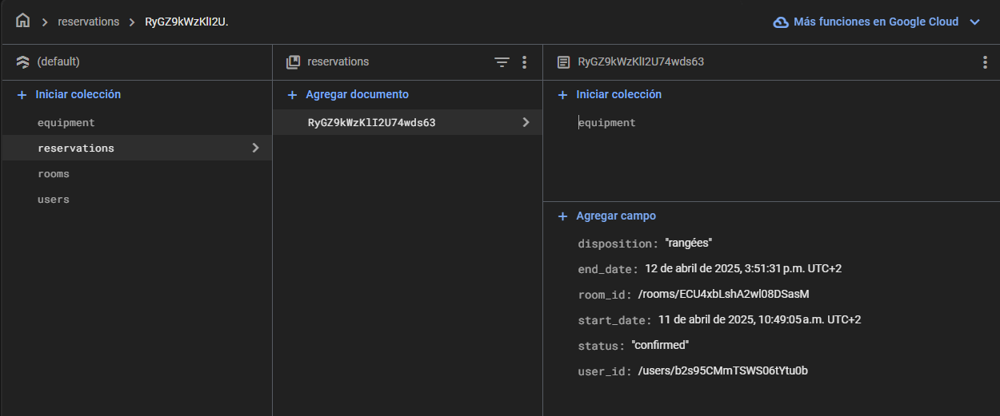 reservations > RyGZ9kWzKlI2U.
Más funciones en Google Cloud
(default)
reservations
RyGZ9kWzKlI2U74wds63
+ Iniciar colección
+ Agregar documento
+ Iniciar colección
equipment
RyGZ9kWzKlI2U74wds63
equipment
reservations
rooms
users
+ Agregar campo
disposition: "rangées"
end_date: 12 de abril de 2025, 3:51:31 p.m. UTC+2
room_id: /rooms/ECU4xbLshA2wl08DSasM
start_date: 11 de abril de 2025, 10:49:05 a.m. UTC+2
status: "confirmed"
user_id: /users/b2s95CMmTSWS06tYtu0b